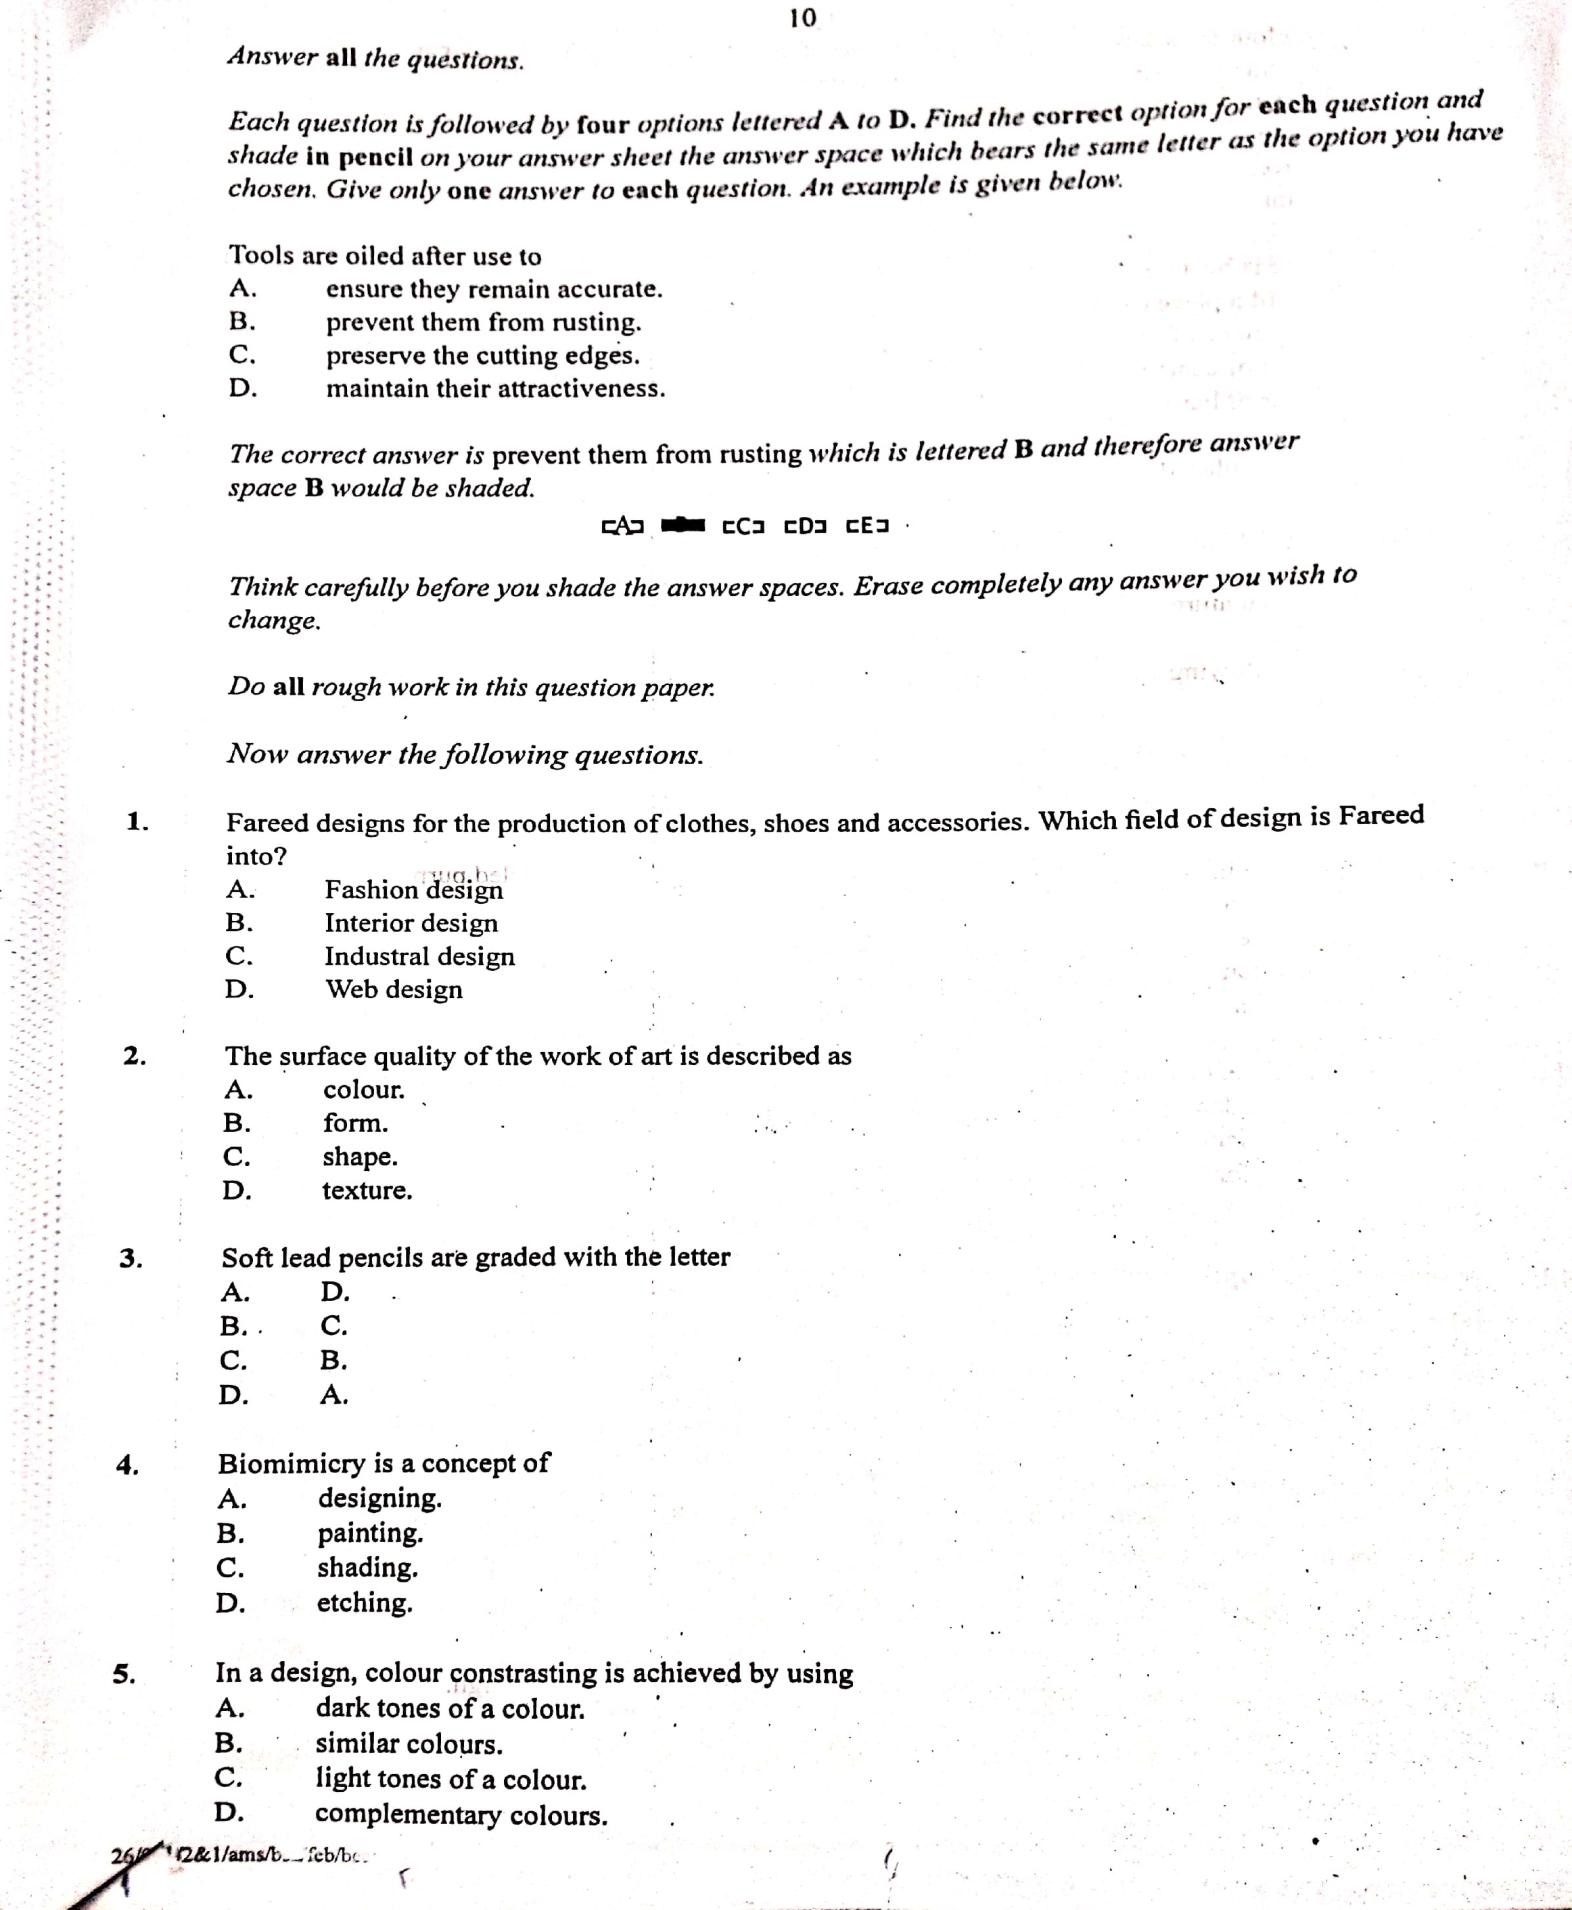 10
Answer all the questions.
Each question is followed by four options lettered A to D. Find the correct option for each question and
shade in pencil on your answer sheet the answer space which bears the same letter as the option you have
chosen. Give only one answer to each question. An example is given below.
Tools are oiled after use to
A. ensure they remain accurate.
B. prevent them from rusting.
C. preserve the cutting edges.
D. maintain their attractiveness.
The correct answer is prevent them from rusting which is lettered B and therefore answer
space B would be shaded.
⊏A⊐ ⊏C⊐ ⊏D⊐ ⊏E⊐
Think carefully before you shade the answer spaces. Erase completely any answer you wish to
change.
Do all rough work in this question paper.
Now answer the following questions.
1. Fareed designs for the production of clothes, shoes and accessories. Which field of design is Fareed
into?
A. Fashion design
B. Interior design
C. Industral design
D. Web design
2. The surface quality of the work of art is described as
A. colour.
B. form.
C. shape.
D. texture.
3. Soft lead pencils are graded with the letter
A. D.
B. C.
C. B.
D. A.
4. Biomimicry is a concept of
A. designing.
B. painting.
C. shading.
D. etching.
5. In a design, colour constrasting is achieved by using
A. dark tones of a colour.
B. similar colours.
C. light tones of a colour.
D. complementary colours.